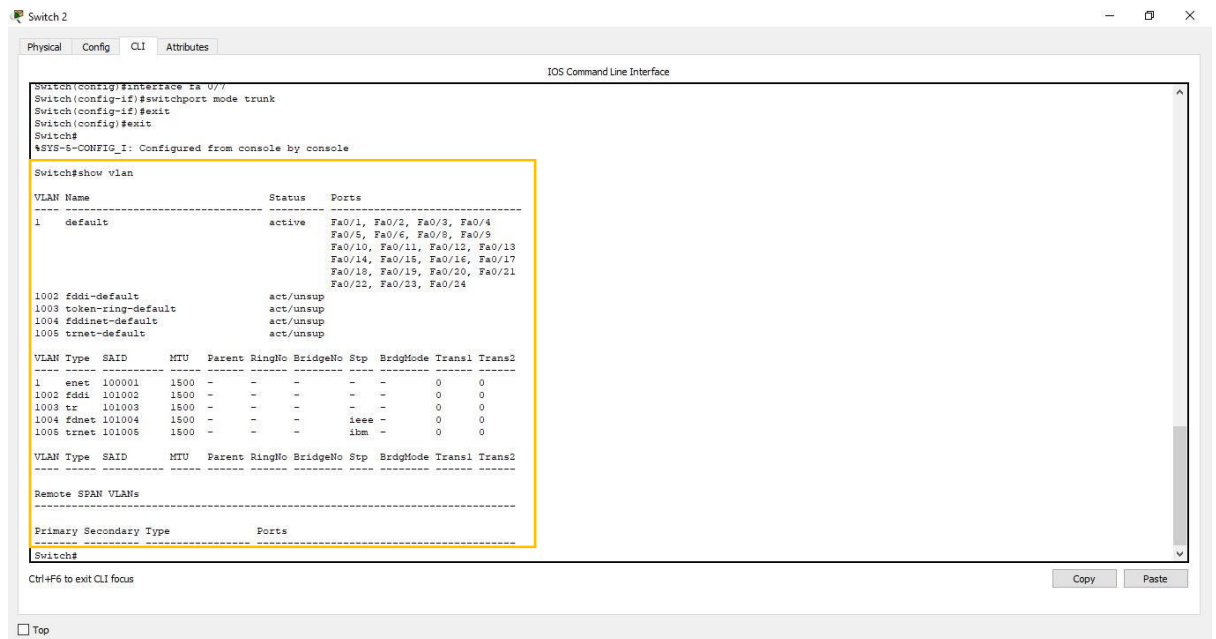 Switch 2
Physical Config CLI Attributes
IOS Command Line Interface
Switch(config)#interface fa 0/7
Switch(config-if)#switchport mode trunk
Switch(config-if)#exit
Switch(config)#exit
Switch#
%SYS-5-CONFIG_I: Configured from console by console
Switch#show vlan
VLAN Name                             Status    Ports
---- -------------------------------- --------- -------------------------------
1    default                          active    Fa0/1, Fa0/2, Fa0/3, Fa0/4
                                                Fa0/5, Fa0/6, Fa0/8, Fa0/9
                                                Fa0/10, Fa0/11, Fa0/12, Fa0/13
                                                Fa0/14, Fa0/15, Fa0/16, Fa0/17
                                                Fa0/18, Fa0/19, Fa0/20, Fa0/21
                                                Fa0/22, Fa0/23, Fa0/24
1002 fddi-default                     act/unsup
1003 token-ring-default               act/unsup
1004 fddinet-default                  act/unsup
1005 trnet-default                    act/unsup
VLAN Type  SAID       MTU   Parent RingNo BridgeNo Stp  BrdgMode Trans1 Trans2
---- ----- ---------- ----- ------ ------ -------- ---- -------- ------ ------
1    enet  100001     1500  -      -      -        -    -        0      0
1002 fddi  101002     1500  -      -      -        -    -        0      0
1003 tr    101003     1500  -      -      -        -    -        0      0
1004 fdnet 101004     1500  -      -      -        ieee -        0      0
1005 trnet 101005     1500  -      -      -        ibm  -        0      0
VLAN Type  SAID       MTU   Parent RingNo BridgeNo Stp  BrdgMode Trans1 Trans2
---- ----- ---------- ----- ------ ------ -------- ---- -------- ------ ------
Remote SPAN VLANs
------------------------------------------------------------------------------
Primary Secondary Type              Ports
------- --------- ----------------- ------------------------------------------
Switch#
Ctrl+F6 to exit CLI focus
Copy Paste
Top